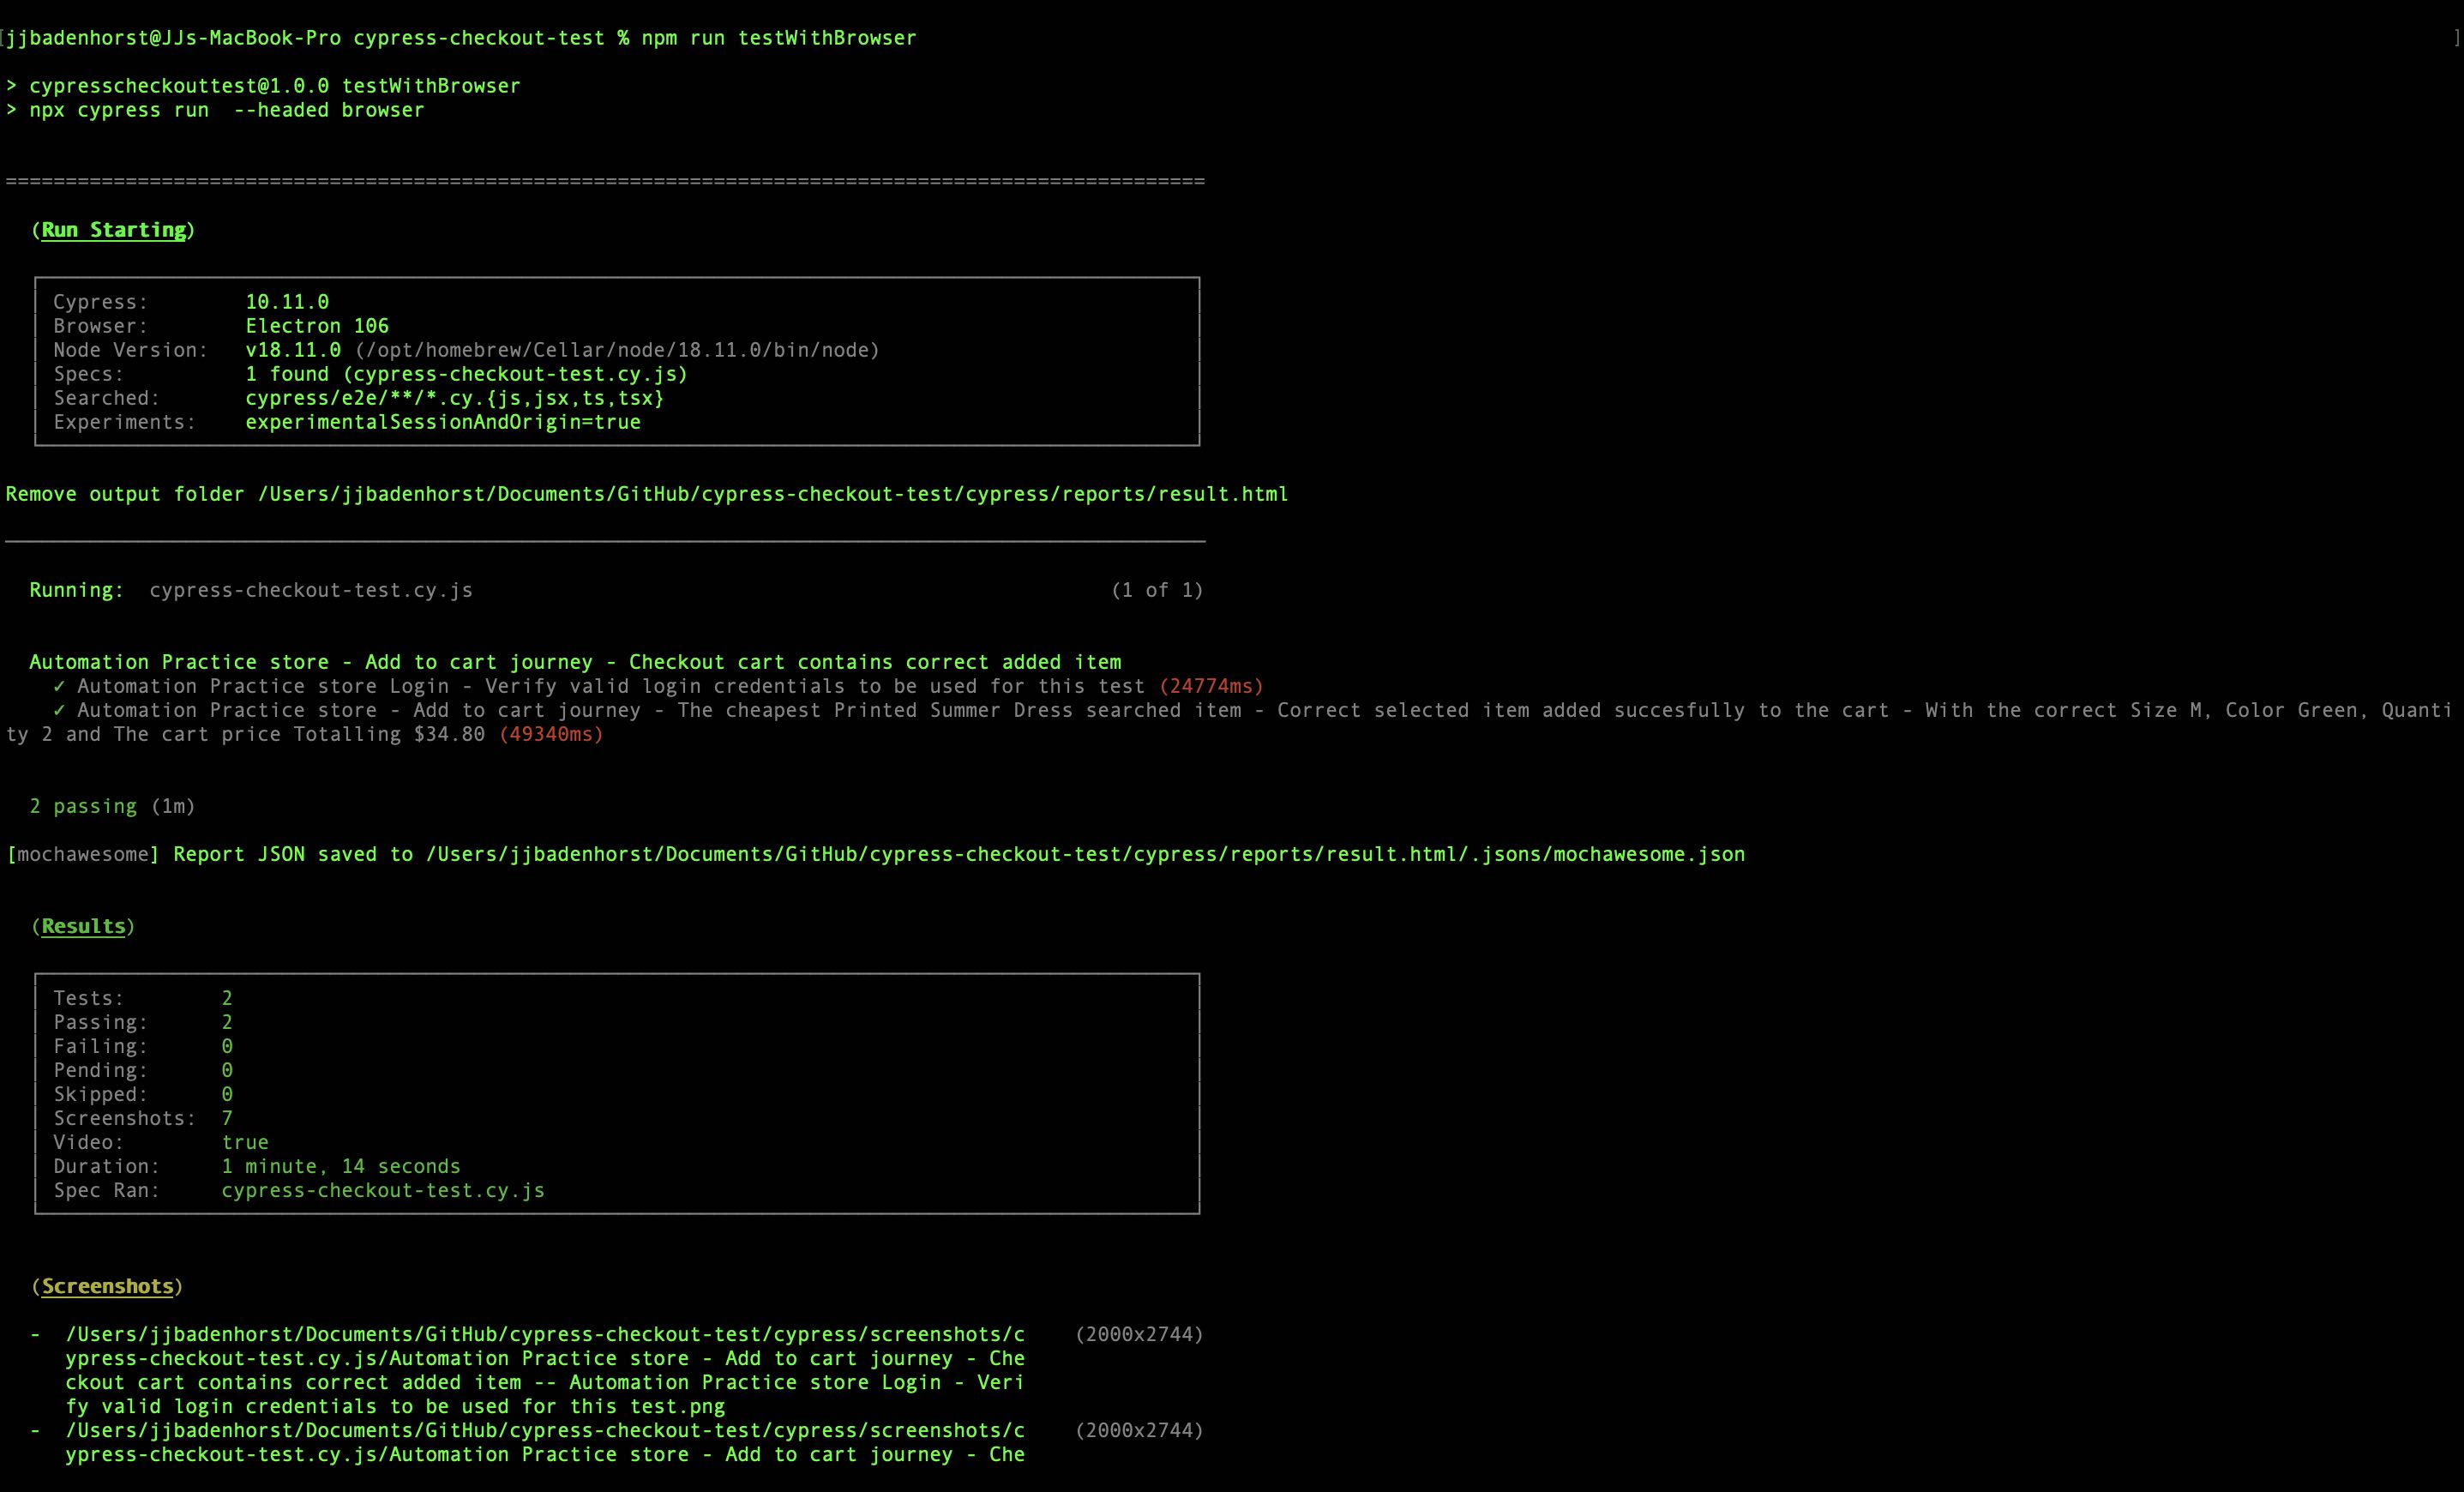 [jjbadenhorst@JJs-MacBook-Pro cypress-checkout-test % npm run testWithBrowser ]
> cypresscheckouttest@1.0.0 testWithBrowser
> npx cypress run  --headed browser
====================================================================================================
(Run Starting)
Cypress: 10.11.0
Browser: Electron 106
Node Version: v18.11.0 (/opt/homebrew/Cellar/node/18.11.0/bin/node)
Specs: 1 found (cypress-checkout-test.cy.js)
Searched: cypress/e2e/**/*.cy.{js,jsx,ts,tsx}
Experiments: experimentalSessionAndOrigin=true
Remove output folder /Users/jjbadenhorst/Documents/GitHub/cypress-checkout-test/cypress/reports/result.html
Running: cypress-checkout-test.cy.js (1 of 1)
Automation Practice store - Add to cart journey - Checkout cart contains correct added item
✓ Automation Practice store Login - Verify valid login credentials to be used for this test (24774ms)
✓ Automation Practice store - Add to cart journey - The cheapest Printed Summer Dress searched item - Correct selected item added succesfully to the cart - With the correct Size M, Color Green, Quanti
ty 2 and The cart price Totalling $34.80 (49340ms)
2 passing (1m)
[mochawesome] Report JSON saved to /Users/jjbadenhorst/Documents/GitHub/cypress-checkout-test/cypress/reports/result.html/.jsons/mochawesome.json
(Results)
Tests: 2
Passing: 2
Failing: 0
Pending: 0
Skipped: 0
Screenshots: 7
Video: true
Duration: 1 minute, 14 seconds
Spec Ran: cypress-checkout-test.cy.js
(Screenshots)
- /Users/jjbadenhorst/Documents/GitHub/cypress-checkout-test/cypress/screenshots/c (2000x2744)
ypress-checkout-test.cy.js/Automation Practice store - Add to cart journey - Che
ckout cart contains correct added item -- Automation Practice store Login - Veri
fy valid login credentials to be used for this test.png
- /Users/jjbadenhorst/Documents/GitHub/cypress-checkout-test/cypress/screenshots/c (2000x2744)
ypress-checkout-test.cy.js/Automation Practice store - Add to cart journey - Che